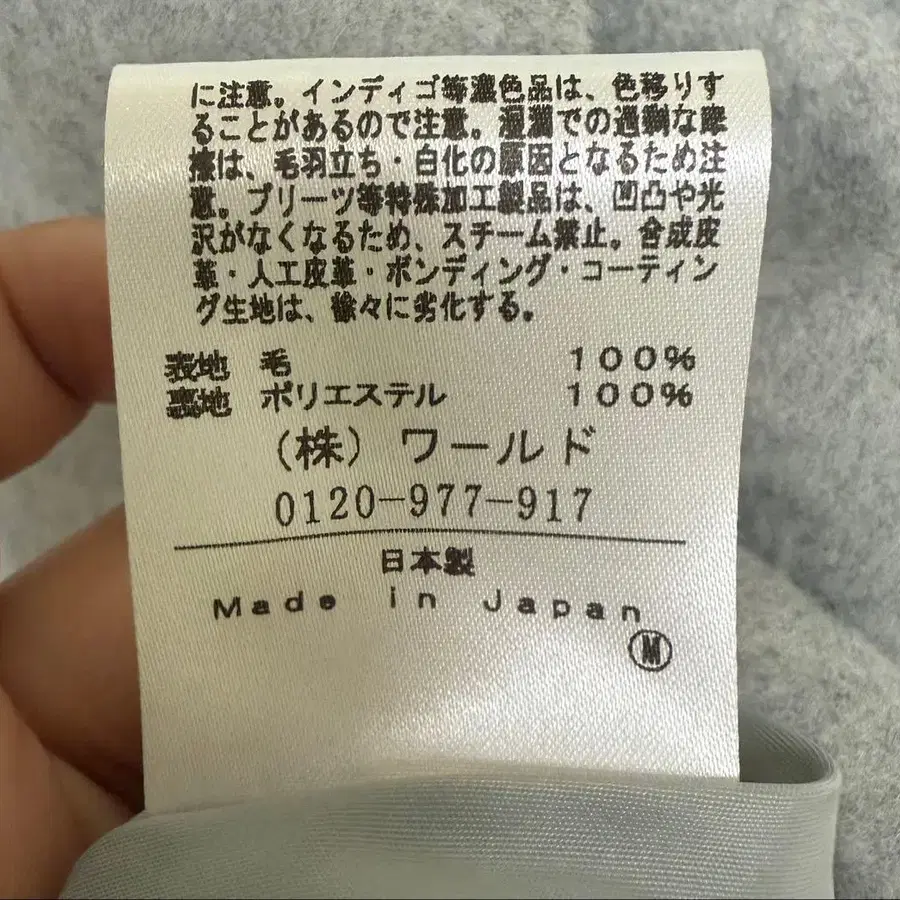 に注意。インディゴ等濃色品は、色移りす
ることがあるので注意。湿潤での過剰な摩
擦は、毛羽立ち・白化の原因となるため注
意。プリーツ等特殊加工製品は、凹凸や光
沢がなくなるため、スチーム禁止。合成皮
革・人工皮革・ボンディング・コーティン
グ生地は、徐々に劣化する。
表地 毛 100%
裏地 ポリエステル 100%
(株) ワールド
0120-977-917
日本製
Made in Japan
Ⓜ